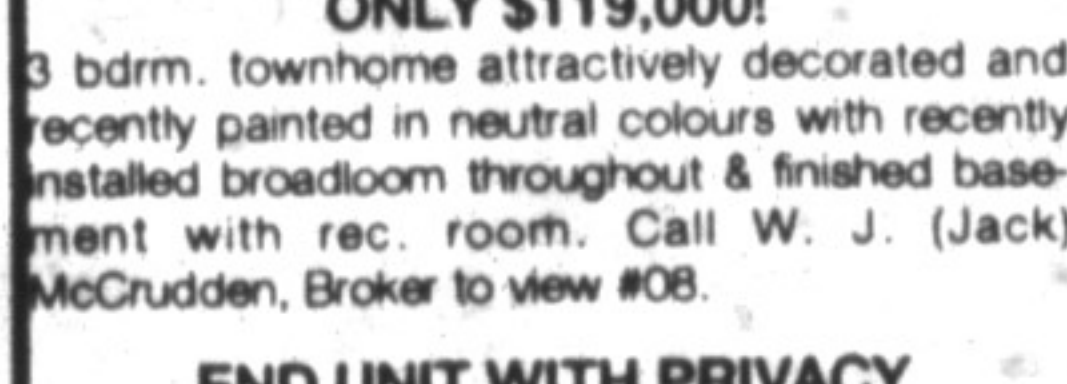 ONLY $119,000!
3 bdrm. townhome attractively decorated and
recently painted in neutral colours with recently
installed broadloom throughout & finished base-
ment with rec. room. Call W. J. (Jack)
McCrudden, Broker to view #08.
END UNIT WITH PRIVACY